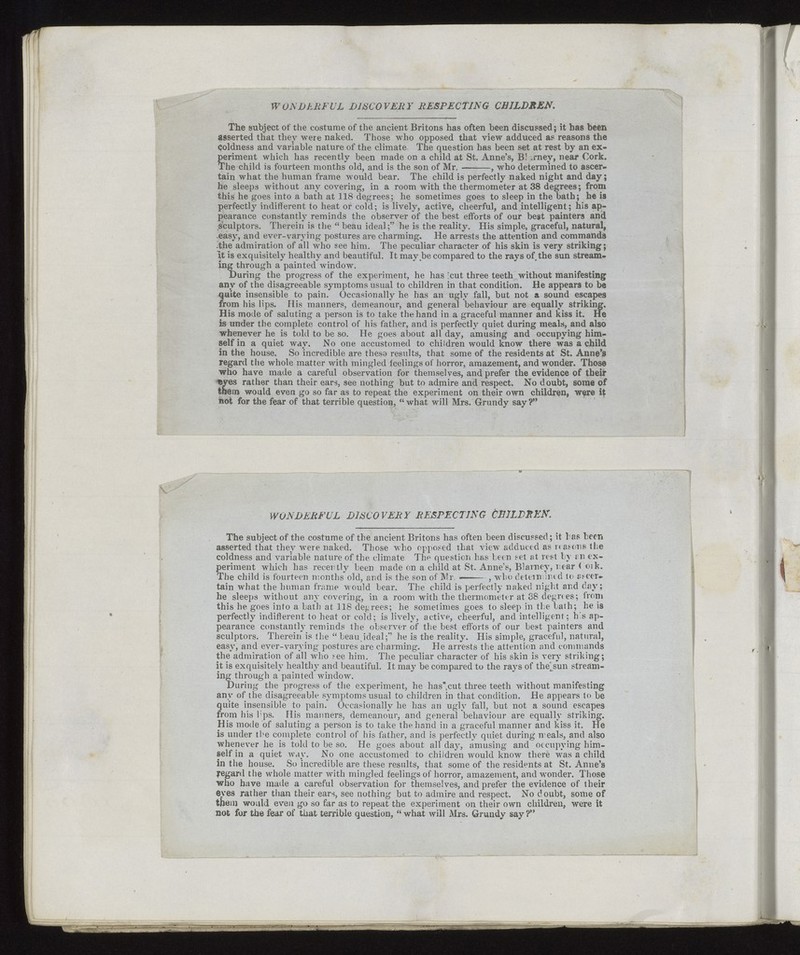 WONDERFUL DISCOVERY RESPECTING CHILDREN.
The subject of the costume of the ancient Britons has often been discussed; it has been
asserted that they were naked. Those who opposed that view adduced as reasons the
coldness and variable nature of the climate The question has been set at rest by an ex-
periment which has recently been made on a child at St. Anne's, Bl rney, near Cork.
The child is fourteen months old, and is the son of Mr. ———, who determined to ascer-
tain what the human frame would bear. The child is perfectly naked night and day;
he sleeps without any covering, in a room with the thermometer at 38 degrees; from
this he goes into a bath at 118 degrees; he sometimes goes to sleep in the bath; he is
perfectly indifferent to heat or cold; is lively, active, cheerful, and intelligent; his ap-
pearance constantly reminds the observer of the best efforts of our best painters and
sculptors. Therein is the "beau ideal;" he is the reality. His simple, graceful, natural,
easy, and ever-varying postures are charming. He arrests the attention and commands
the admiration of all who see him. The peculiar character of his skin is very striking;
it is exquisitely healthy and beautiful. It may be compared to the rays of the sun stream-
ing through a painted window.
During the progress of the experiment, he has cut three teeth without manifesting
any of the disagreeable symptoms usual to children in that condition. He appears to be
quite insensible to pain. Occasionally he has an ugly fall, but not a sound escapes
from his lips. His manners, demeanour, and general behaviour are equally striking.
His mode of saluting a person is to take the hand in a graceful manner and kiss it. He
is under the complete control of his father, and is perfectly quiet during meals, and also
whenever he is told to be so. He goes about all day, amusing and occupying him-
self in a quiet way. No one accustomed to children would know there was a child
in the house. So incredible are these results, that some of the residents at St. Anne's
regard the whole matter with mingled feelings of horror, amazement, and wonder. Those
who have made a careful observation for themselves, and prefer the evidence of their
eyes rather than their ears, see nothing but to admire and respect. No doubt, some of
them would even go so far as to repeat the experiment on their own children, were it
not for the fear of that terrible question, "what will Mrs. Grundy say?"
WONDERFUL DISCOVERY RESPECTING CHILDREN.
The subject of the costume of the ancient Britons has often been discussed; it has been
asserted that they were naked. Those who opposed that view adduced as reasons the
coldness and variable nature of the climate The question has been set at rest by an ex-
periment which has recently been made on a child at St. Anne's, Blarney, near Cork.
The child is fourteen months old, and is the son of Mr. ———, who determined to ascer-
tain what the human frame would bear. The child is perfectly naked night and day;
he sleeps without any covering, in a room with the thermometer at 38 degrees; from
this he goes into a bath at 118 degrees; he sometimes goes to sleep in the bath; he is
perfectly indifferent to heat or cold; is lively, active, cheerful, and intelligent; his ap-
pearance constantly reminds the observer of the best efforts of our best painters and
sculptors. Therein is the "beau ideal;" he is the reality. His simple, graceful, natural,
easy, and ever-varying postures are charming. He arrests the attention and commands
the admiration of all who see him. The peculiar character of his skin is very striking;
it is exquisitely healthy and beautiful. It may be compared to the rays of the sun stream-
ing through a painted window.
During the progress of the experiment, he has cut three teeth without manifesting
any of the disagreeable symptoms usual to children in that condition. He appears to be
quite insensible to pain. Occasionally he has an ugly fall, but not a sound escapes
from his lips. His manners, demeanour, and general behaviour are equally striking.
His mode of saluting a person is to take the hand in a graceful manner and kiss it. He
is under the complete control of his father, and is perfectly quiet during meals, and also
whenever he is told to be so. He goes about all day, amusing and occupying him-
self in a quiet way. No one accustomed to children would know there was a child
in the house. So incredible are these results, that some of the residents at St. Anne's
regard the whole matter with mingled feelings of horror, amazement, and wonder. Those
who have made a careful observation for themselves, and prefer the evidence of their
eyes rather than their ears, see nothing but to admire and respect. No doubt, some of
them would even go so far as to repeat the experiment on their own children, were it
not for the fear of that terrible question, "what will Mrs. Grundy say?"